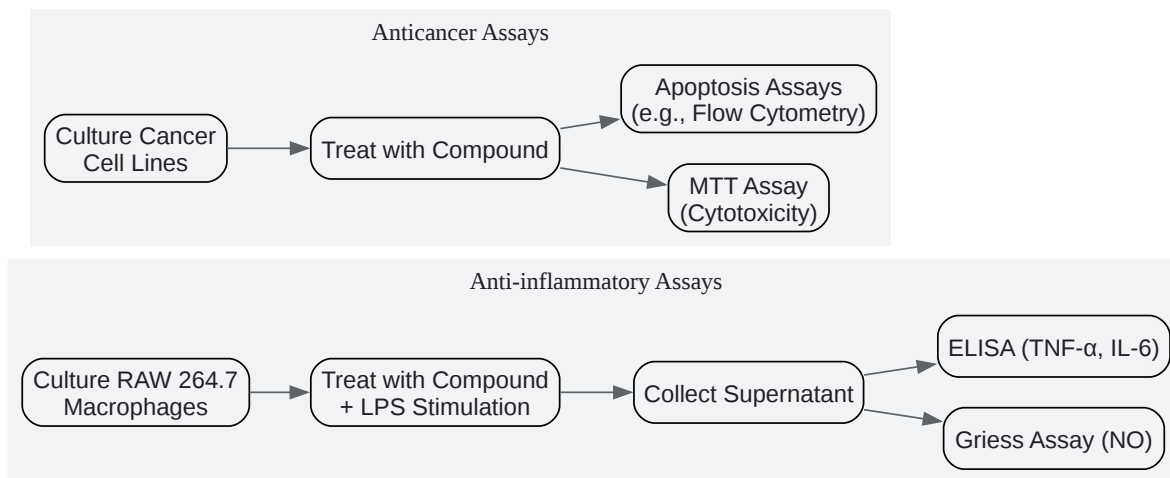 Anticancer Assays
Culture Cancer
Cell Lines
Treat with Compound
Apoptosis Assays
(e.g., Flow Cytometry)
MTT Assay
(Cytotoxicity)
Anti-inflammatory Assays
Culture RAW 264.7
Macrophages
Treat with Compound
+ LPS Stimulation
Collect Supernatant
ELISA (TNF-α, IL-6)
Griess Assay (NO)